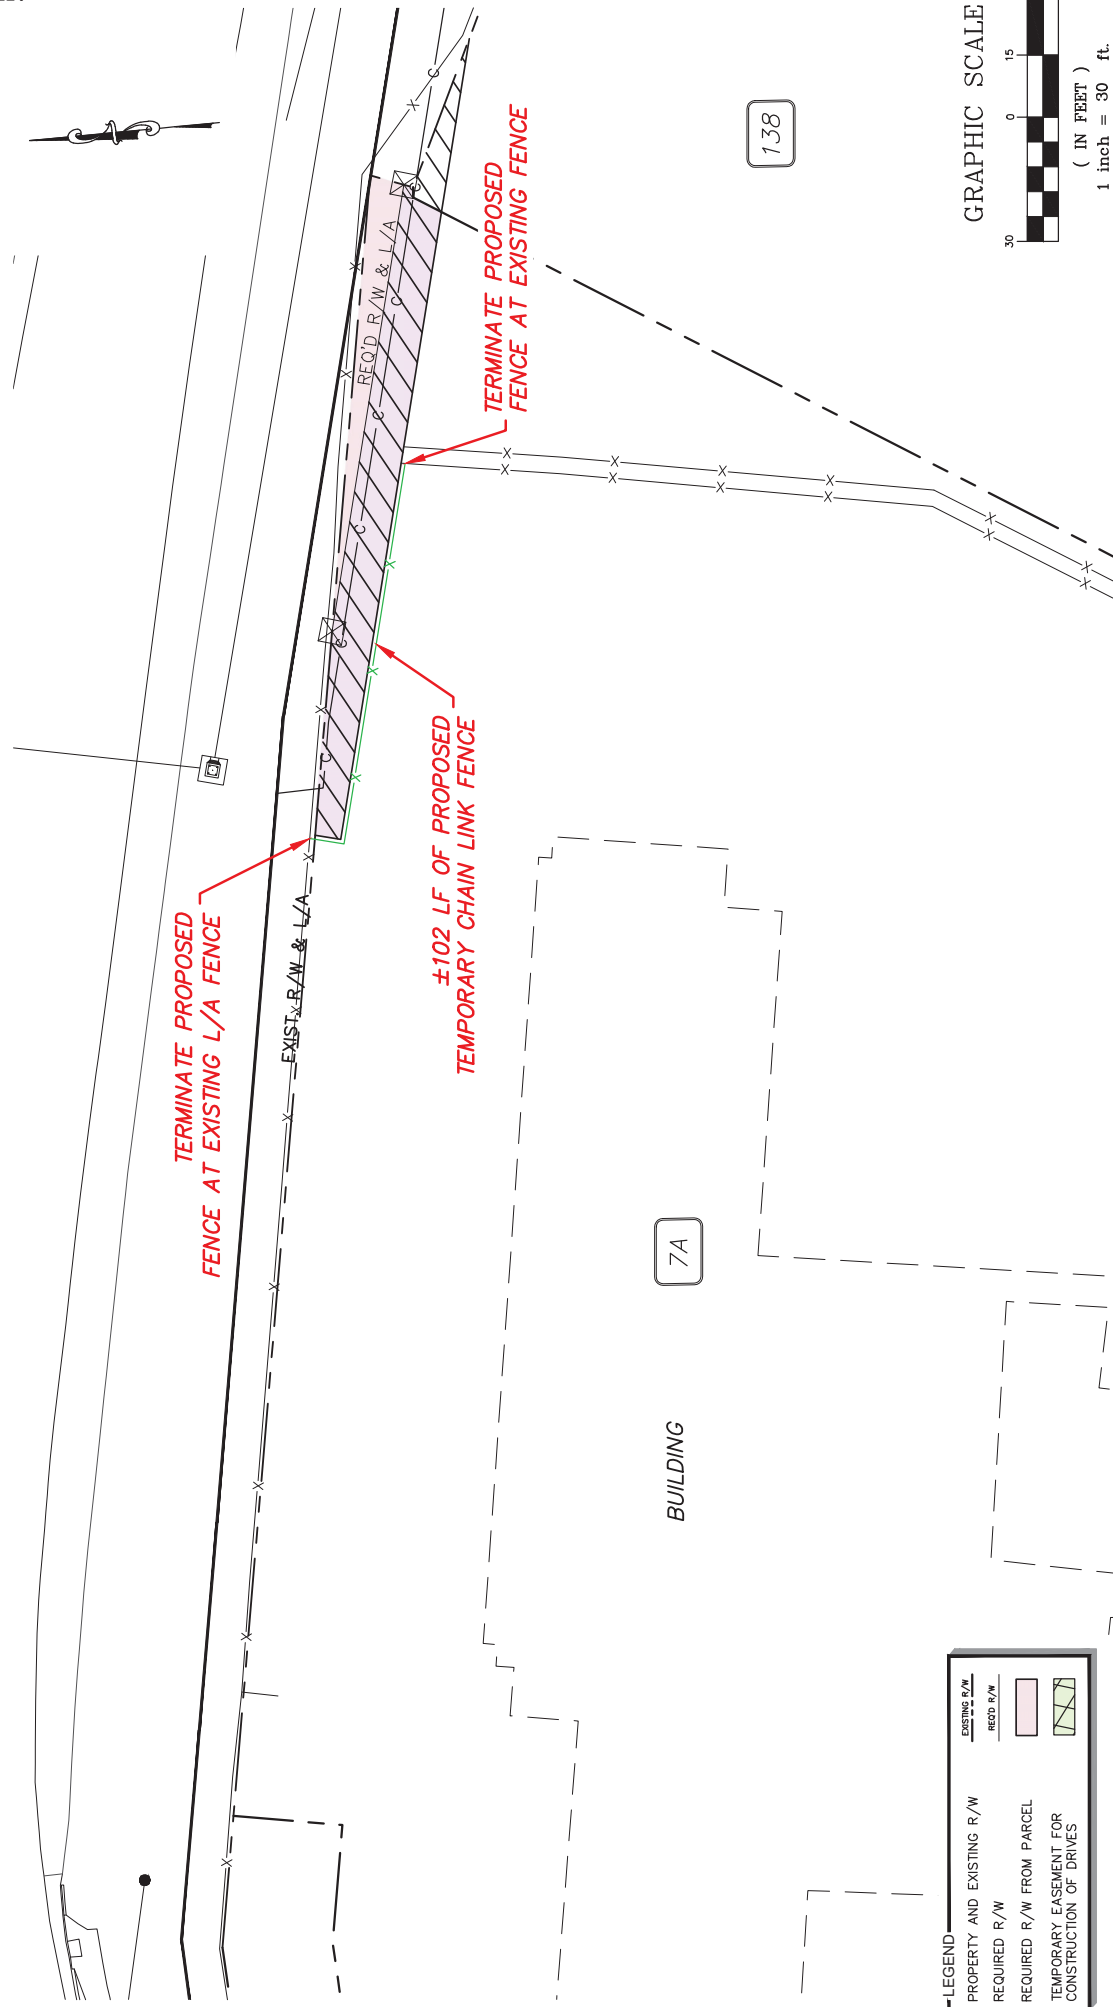 138
GRAPHIC SCALE
30
0
15
( IN FEET )
1 inch = 30 ft.
TERMINATE PROPOSED
FENCE AT EXISTING FENCE
REQ'D R/W & L/A
±102 LF OF PROPOSED
TEMPORARY CHAIN LINK FENCE
TERMINATE PROPOSED
FENCE AT EXISTING L/A FENCE
EXIST. R/W & L/A
7A
BUILDING
LEGEND
PROPERTY AND EXISTING R/W
EXISTING R/W
REQUIRED R/W
REQ'D R/W
REQUIRED R/W FROM PARCEL
TEMPORARY EASEMENT FOR
CONSTRUCTION OF DRIVES